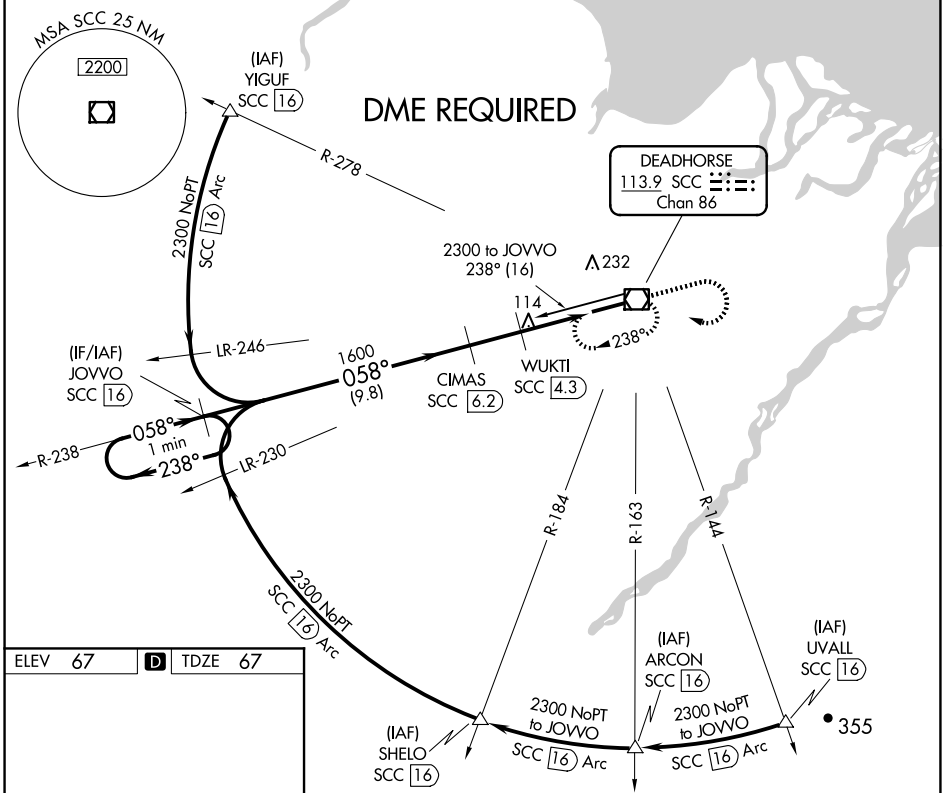 MSA SCC 25 NM
2200
(IAF)
YIGUF
SCC 16
DME REQUIRED
R-278
DEADHORSE
113.9 SCC
Chan 86
2300 NoPT
SCC 16 Arc
2300 to JOVVO
238° (16)
232
114
238°
(IF/IAF)
JOVVO
SCC 16
LR-246
1600
058°
(9.8)
CIMAS
SCC 6.2
WUKTI
SCC 4.3
R-238
058°
1 min
238°
LR-230
R-184
R-163
R-144
2300 NoPT
SCC 16 Arc
ELEV 67 D TDZE 67
(IAF)
SHELO
SCC 16
2300 NoPT
to JOVVO
SCC 16 Arc
(IAF)
ARCON
SCC 16
2300 NoPT
to JOVVO
SCC 16 Arc
(IAF)
UVALL
SCC 16
355